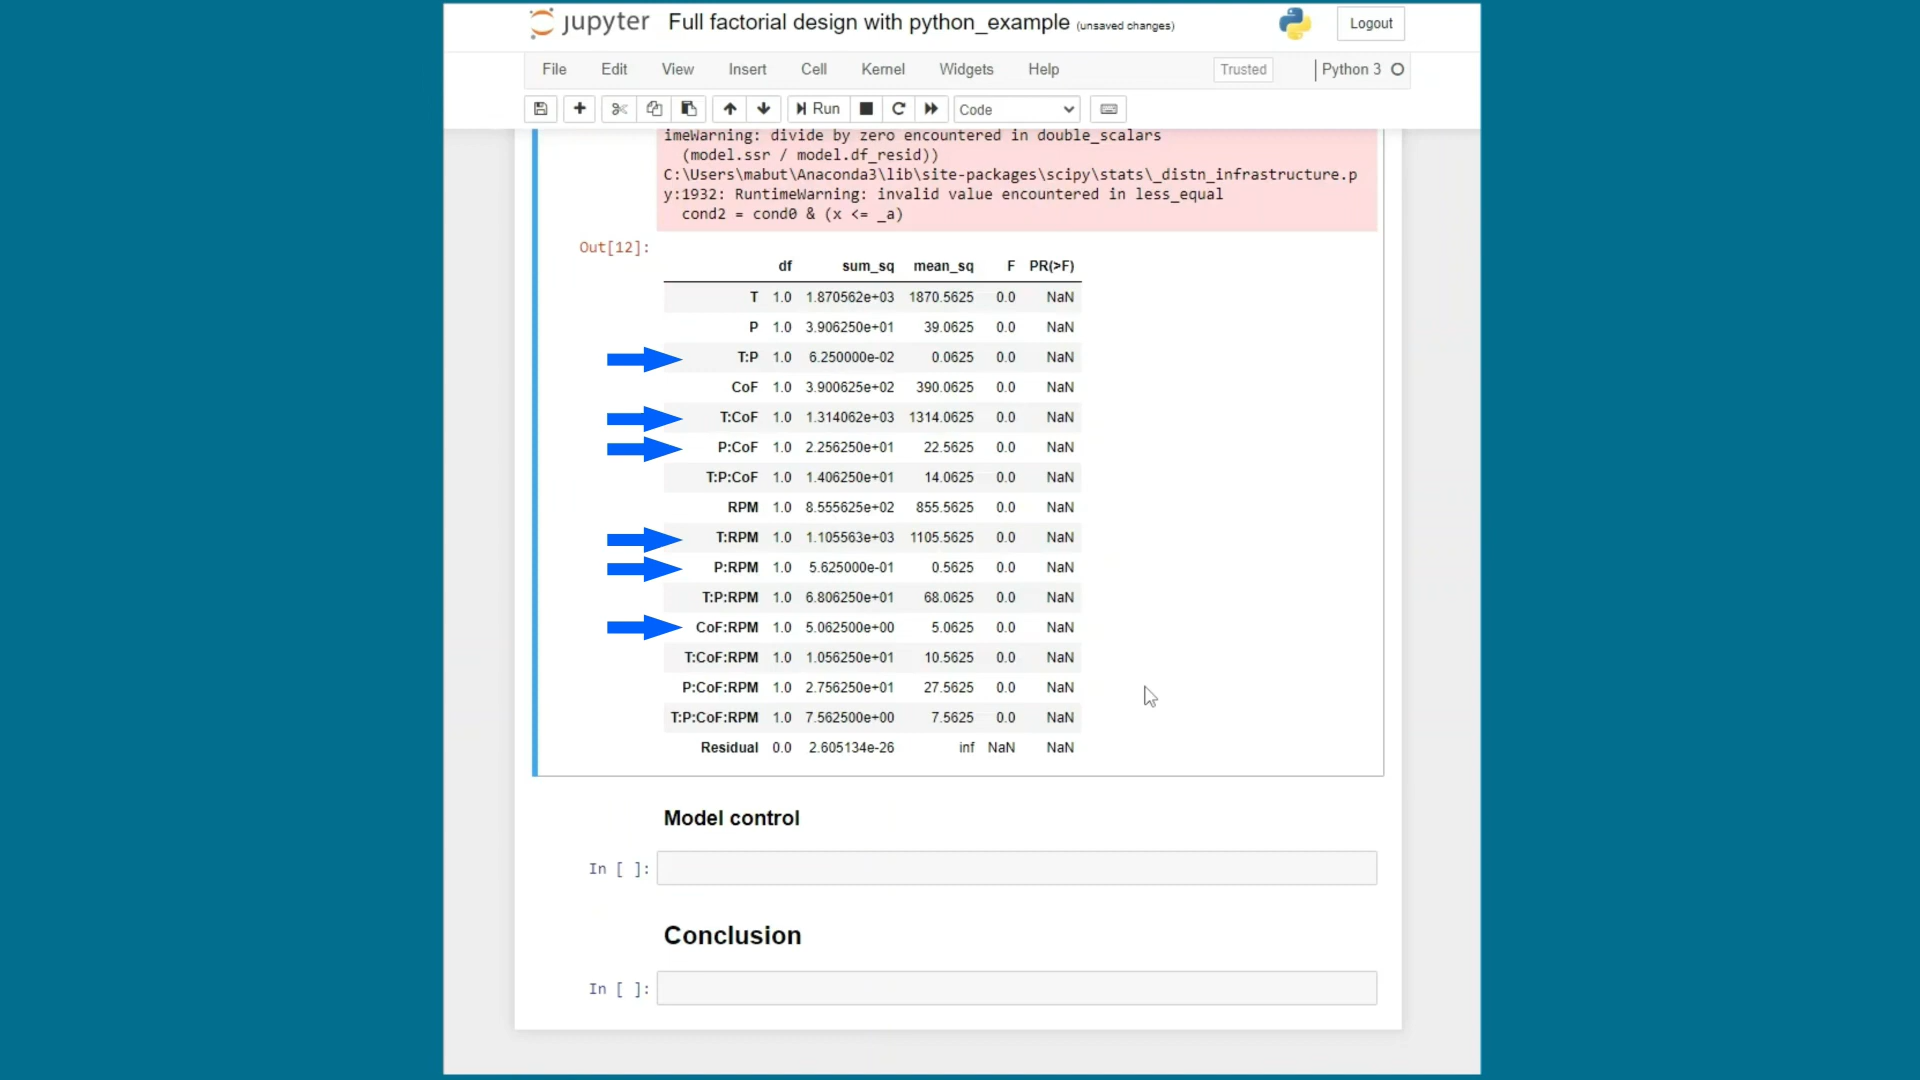 jupyter Full factorial design with python_example (unsaved changes) Logout
File Edit View Insert Cell Kernel Widgets Help Trusted Python 3
Run Code
imeWarning: divide by zero encountered in double_scalars
(model.ssr / model.df_resid))
C:\Users\mabut\Anaconda3\lib\site-packages\scipy\stats\_distn_infrastructure.p
y:1932: RuntimeWarning: invalid value encountered in less_equal
cond2 = cond0 & (x <= _a)
Out[12]:
df sum_sq mean_sq F PR(>F)
T 1.0 1.870562e+03 1870.5625 0.0 NaN
P 1.0 3.906250e+01 39.0625 0.0 NaN
T:P 1.0 6.250000e-02 0.0625 0.0 NaN
CoF 1.0 3.900625e+02 390.0625 0.0 NaN
T:CoF 1.0 1.314062e+03 1314.0625 0.0 NaN
P:CoF 1.0 2.256250e+01 22.5625 0.0 NaN
T:P:CoF 1.0 1.406250e+01 14.0625 0.0 NaN
RPM 1.0 8.555625e+02 855.5625 0.0 NaN
T:RPM 1.0 1.105563e+03 1105.5625 0.0 NaN
P:RPM 1.0 5.625000e-01 0.5625 0.0 NaN
T:P:RPM 1.0 6.806250e+01 68.0625 0.0 NaN
CoF:RPM 1.0 5.062500e+00 5.0625 0.0 NaN
T:CoF:RPM 1.0 1.056250e+01 10.5625 0.0 NaN
P:CoF:RPM 1.0 2.756250e+01 27.5625 0.0 NaN
T:P:CoF:RPM 1.0 7.562500e+00 7.5625 0.0 NaN
Residual 0.0 2.605134e-26 inf NaN NaN
Model control
In [ ]:
Conclusion
In [ ]: